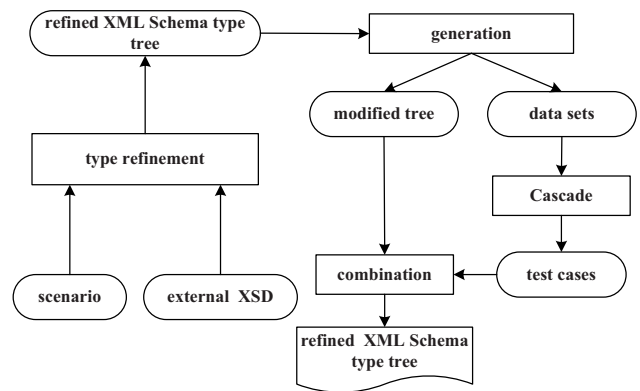 refined XML Schema type
tree
generation
modified tree
data sets
type refinement
Cascade
scenario
external XSD
combination
test cases
refined XML Schema
type tree